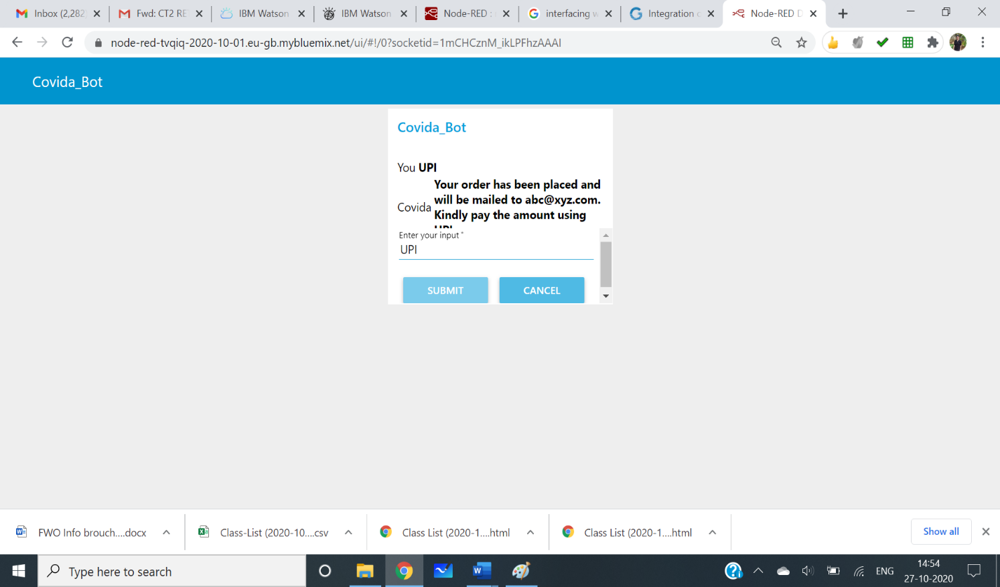 Inbox (2,282
Fwd: CT2 RE
IBM Watson
IBM Watson
Node-RED :
interfacing w
Integration
Node-RED D
node-red-tvqiq-2020-10-01.eu-gb.mybluemix.net/ui/#!/0?socketid=1mCHCznM_ikLPFhzAAAI
Covida_Bot
Covida_Bot
You UPI
Your order has been placed and
will be mailed to abc@xyz.com.
Covida
Kindly pay the amount using
UPI
Enter your input *
UPI
SUBMIT CANCEL
FWO Info brouch....docx
Class-List (2020-10....csv
Class List (2020-1....html
Class List (2020-1....html
Show all
Type here to search
ENG
14:54
27-10-2020